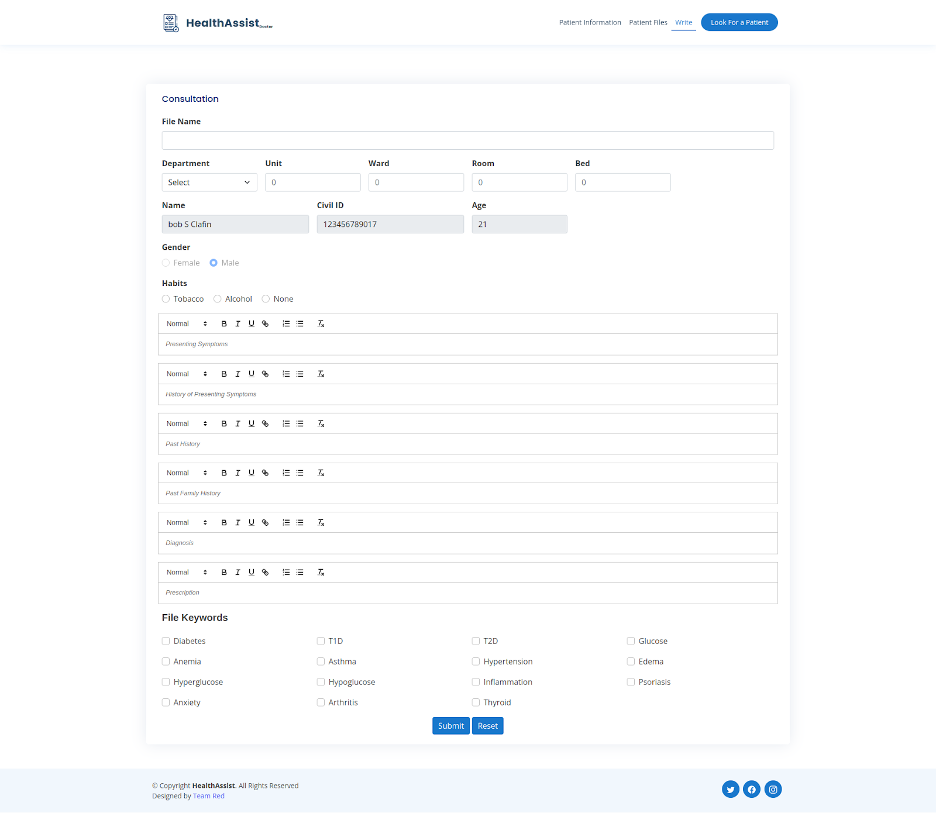 HealthAssist Doctor
Patient Information Patient Files Write Look For a Patient
Consultation
File Name
Department Unit Ward Room Bed
Select 0 0 0 0
Name Civil ID Age
bob S Clafin 123456789017 21
Gender
Female Male
Habits
Tobacco Alcohol None
Normal B I U
Presenting Symptoms
Normal B I U
History of Presenting Symptoms
Normal B I U
Past History
Normal B I U
Past Family History
Normal B I U
Diagnosis
Normal B I U
Prescription
File Keywords
Diabetes T1D T2D Glucose
Anemia Asthma Hypertension Edema
Hyperglucose Hypoglucose Inflammation Psoriasis
Anxiety Arthritis Thyroid
Submit Reset
© Copyright HealthAssist. All Rights Reserved
Designed by Team Red